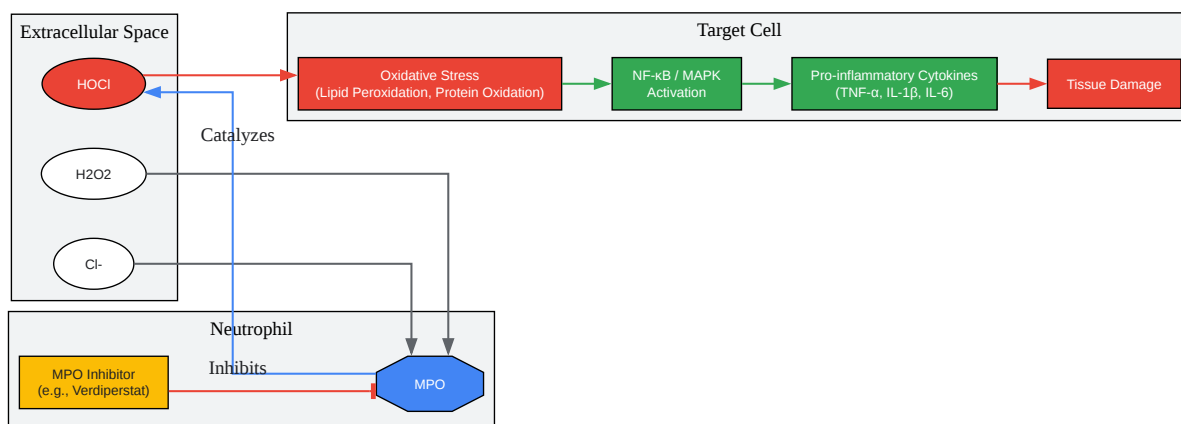 Extracellular Space
HOCl
Catalyzes
H2O2
Cl-
Target Cell
Oxidative Stress
(Lipid Peroxidation, Protein Oxidation)
NF-κB / MAPK
Activation
Pro-inflammatory Cytokines
(TNF-α, IL-1β, IL-6)
Tissue Damage
Neutrophil
MPO Inhibitor
(e.g., Verdiperstat)
Inhibits
MPO